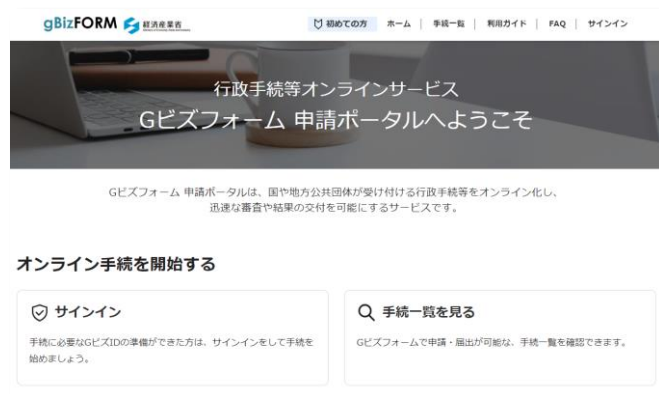 gBizFORM 経済産業省
初めての方 ホーム | 手続一覧 | 利用ガイド | FAQ | サインイン
行政手続等オンラインサービス
Gビズフォーム 申請ポータルへようこそ
Gビズフォーム 申請ポータルは、国や地方公共団体が受け付ける行政手続等をオンライン化し、
迅速な審査や結果の交付を可能にするサービスです。
オンライン手続を開始する
サインイン
手続に必要なGビズIDの準備ができた方は、サインインをして手続を
始めましょう。
手続一覧を見る
Gビズフォームで申請・届出が可能な、手続一覧を確認できます。